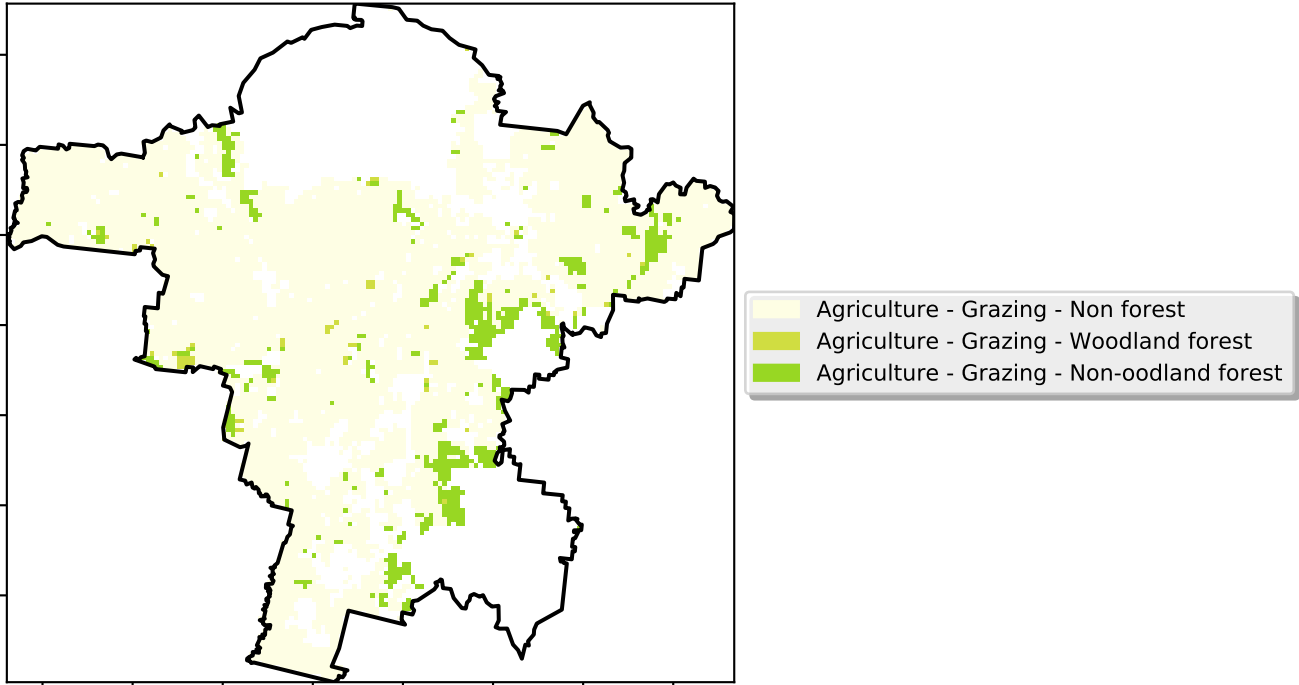 Agriculture - Grazing - Non forest
Agriculture - Grazing - Woodland forest
Agriculture - Grazing - Non-oodland forest